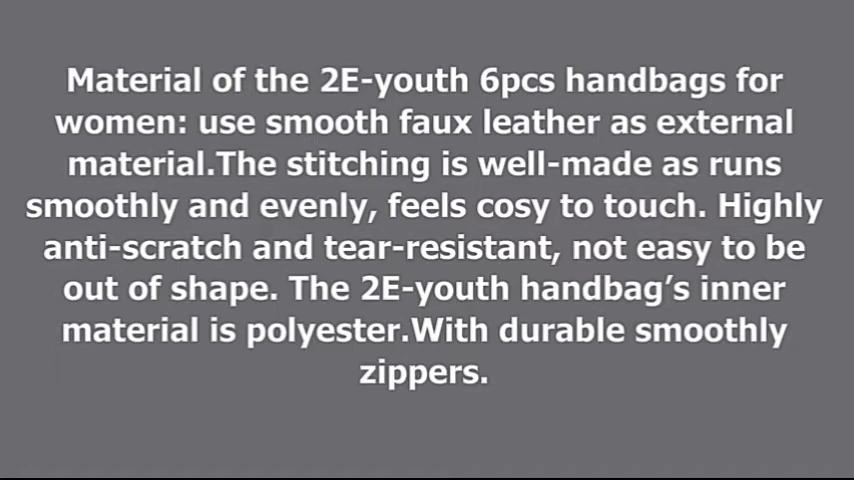 Material of the 2E-youth 6pcs handbags for
women: use smooth faux leather as external
material.The stitching is well-made as runs
smoothly and evenly, feels cosy to touch. Highly
anti-scratch and tear-resistant, not easy to be
out of shape. The 2E-youth handbag’s inner
material is polyester.With durable smoothly
zippers.